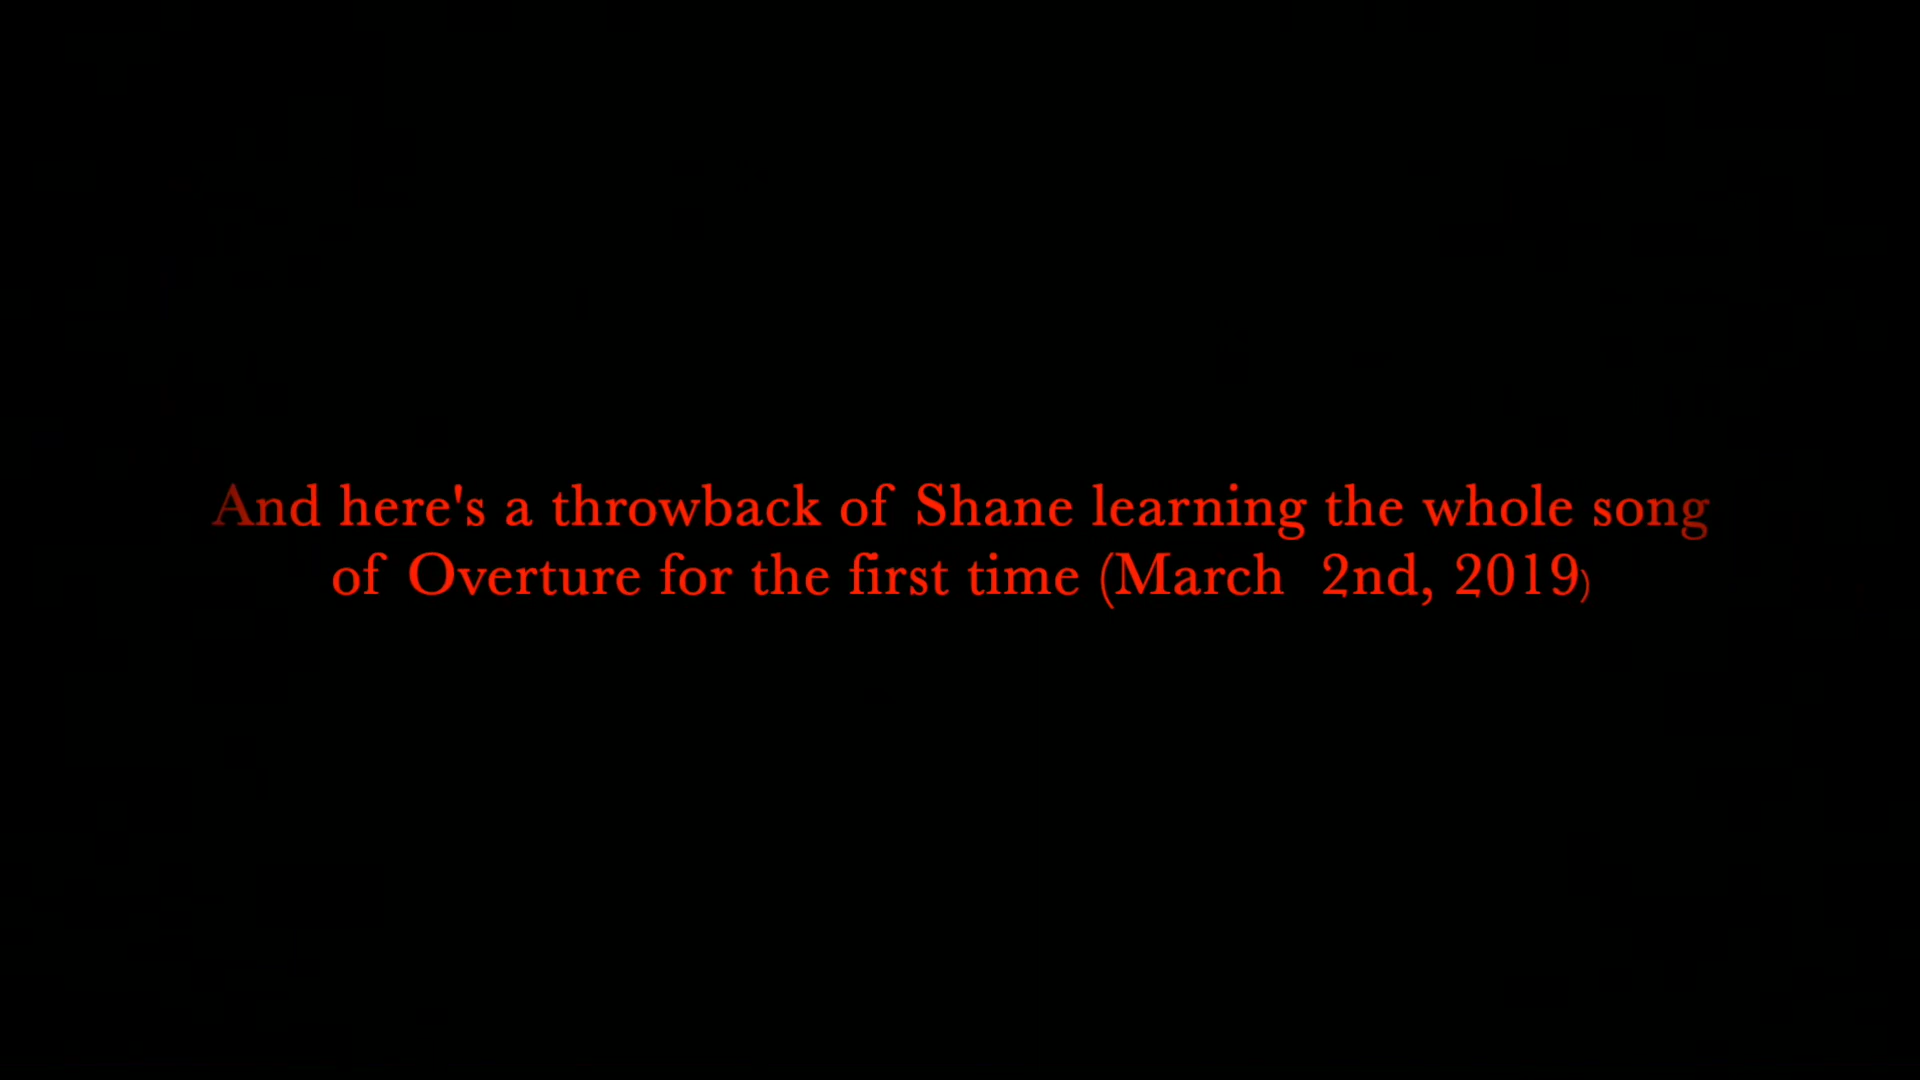 And here's a throwback of Shane learning the whole song
of Overture for the first time (March  2nd, 2019)